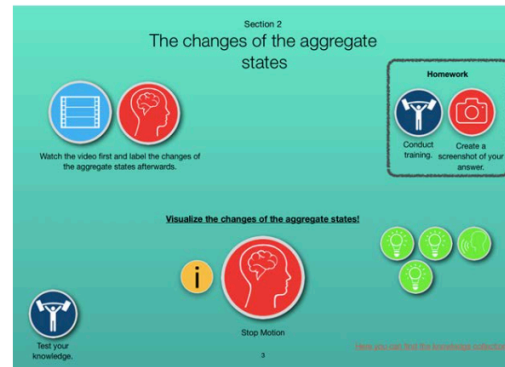 Section 2
The changes of the aggregate
states
Homework
Conduct
training.
Create a
screenshot of your
answer.
Watch the video first and label the changes of
the aggregate states afterwards.
Visualize the changes of the aggregate states!
i
Stop Motion
Test your
knowledge.
Here you can find the knowledge collection
3